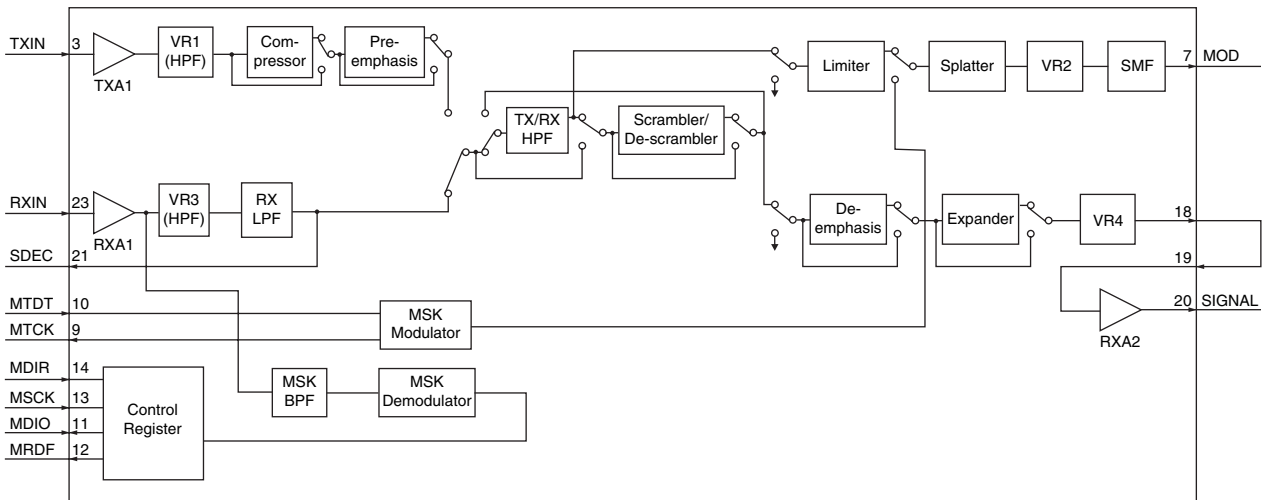 TXIN
3
TXA1
VR1
(HPF)
Com-
pressor
Pre-
emphasis
TX/RX
HPF
Scrambler/
De-scrambler
Limiter
Splatter
VR2
SMF
7
MOD
RXIN
23
RXA1
VR3
(HPF)
RX
LPF
De-
emphasis
Expander
VR4
18
19
20
SIGNAL
RXA2
SDEC
21
MTDT
10
MTCK
9
MSK
Modulator
MDIR
14
MSCK
13
MDIO
11
MRDF
12
Control
Register
MSK
BPF
MSK
Demodulator